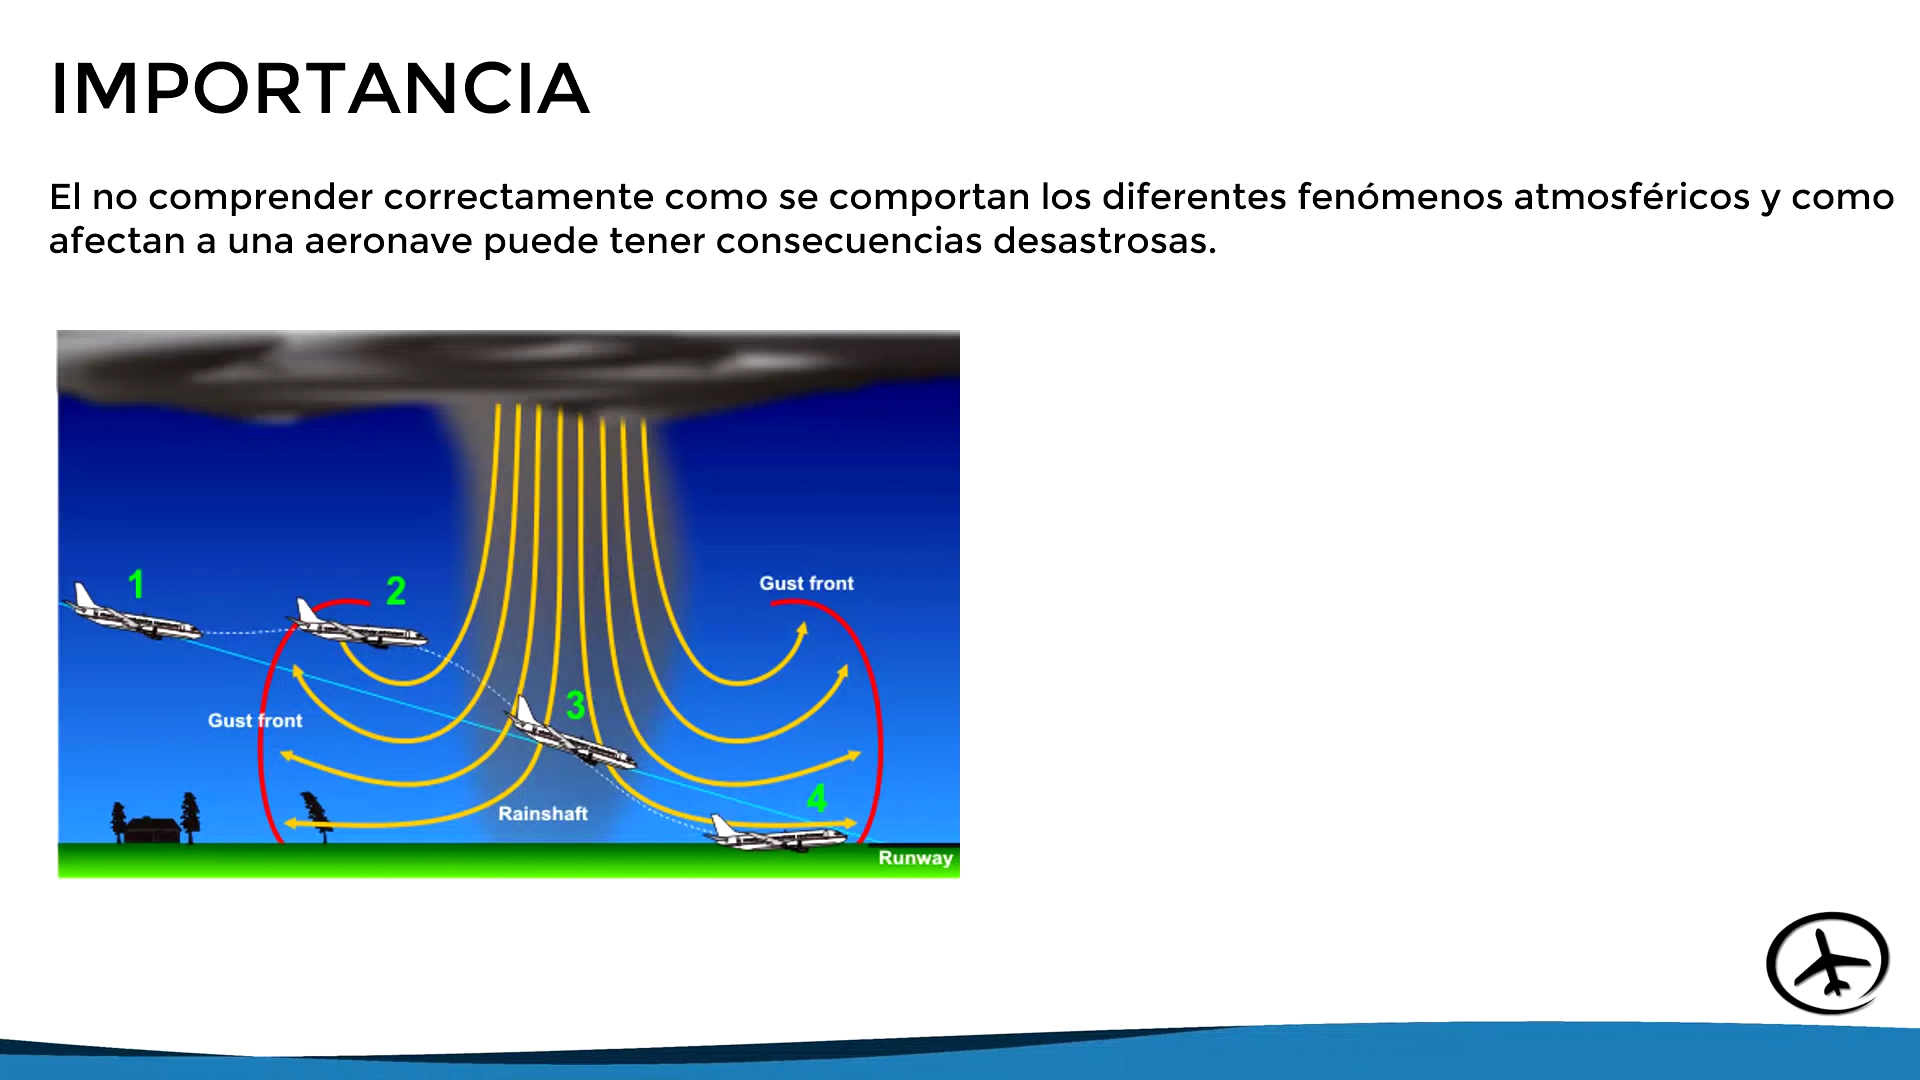 IMPORTANCIA
El no comprender correctamente como se comportan los diferentes fenómenos atmosféricos y como
afectan a una aeronave puede tener consecuencias desastrosas.
1
2
Gust front
3
Gust front
4
Rainshaft
Runway